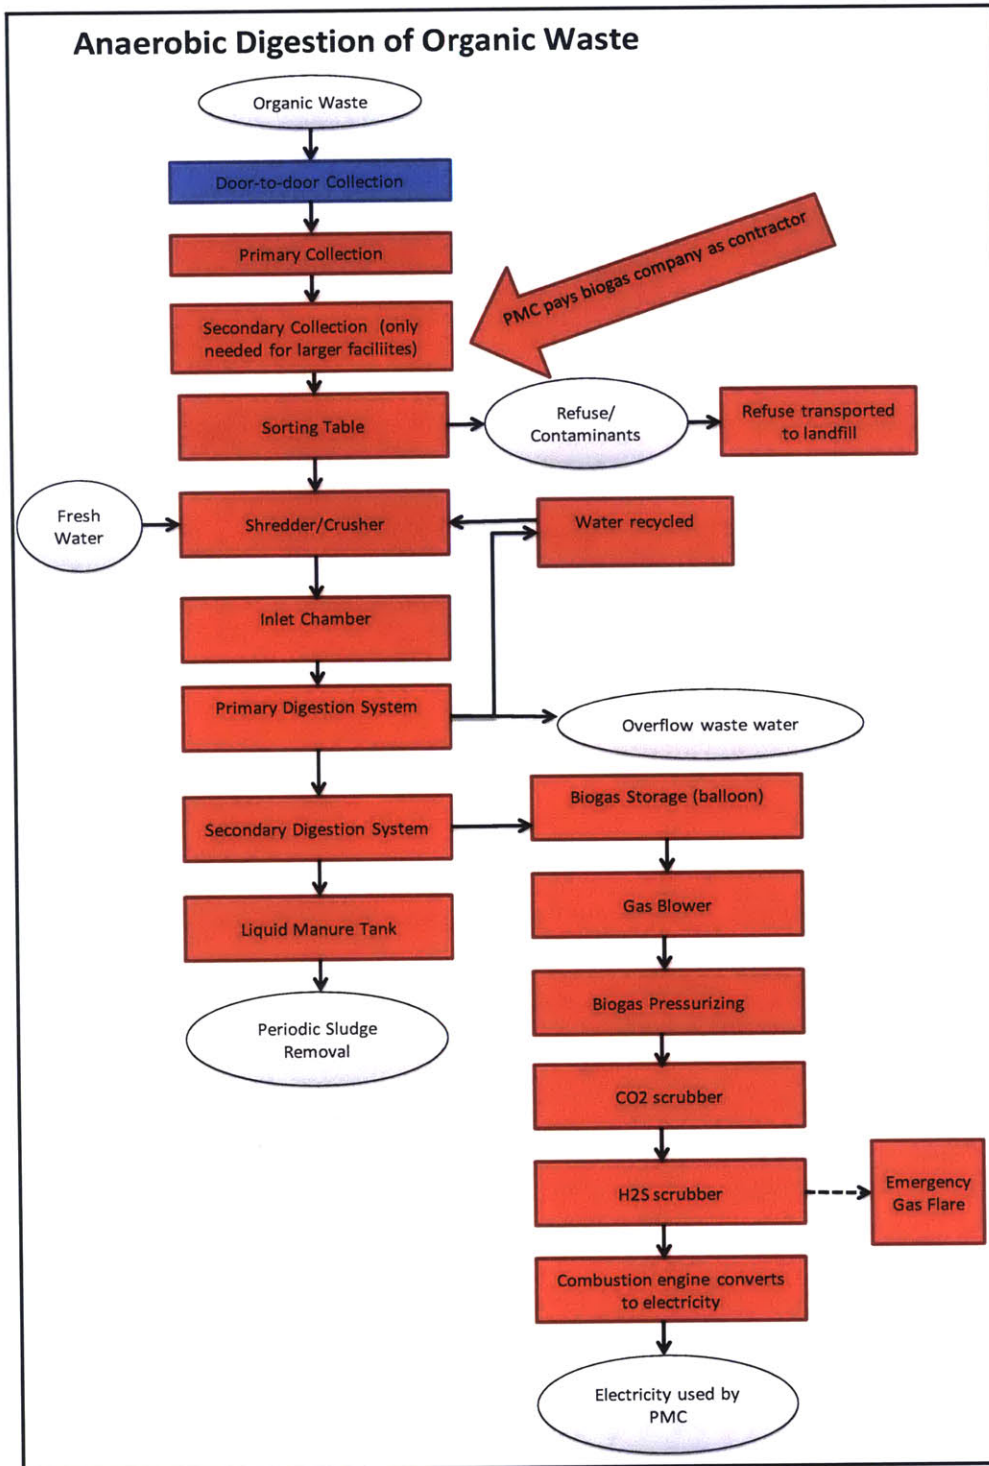 Anaerobic Digestion of Organic Waste
Organic Waste
Door-to-door Collection
Primary Collection
PMC pays biogas company as contractor
Secondary Collection (only
needed for larger faciliites)
Sorting Table
Refuse/
Contaminants
Refuse transported
to landfill
Fresh
Water
Shredder/Crusher
Water recycled
Inlet Chamber
Primary Digestion System
Overflow waste water
Biogas Storage (balloon)
Secondary Digestion System
Gas Blower
Liquid Manure Tank
Biogas Pressurizing
Periodic Sludge
Removal
CO2 scrubber
H2S scrubber
Emergency
Gas Flare
Combustion engine converts
to electricity
Electricity used by
PMC